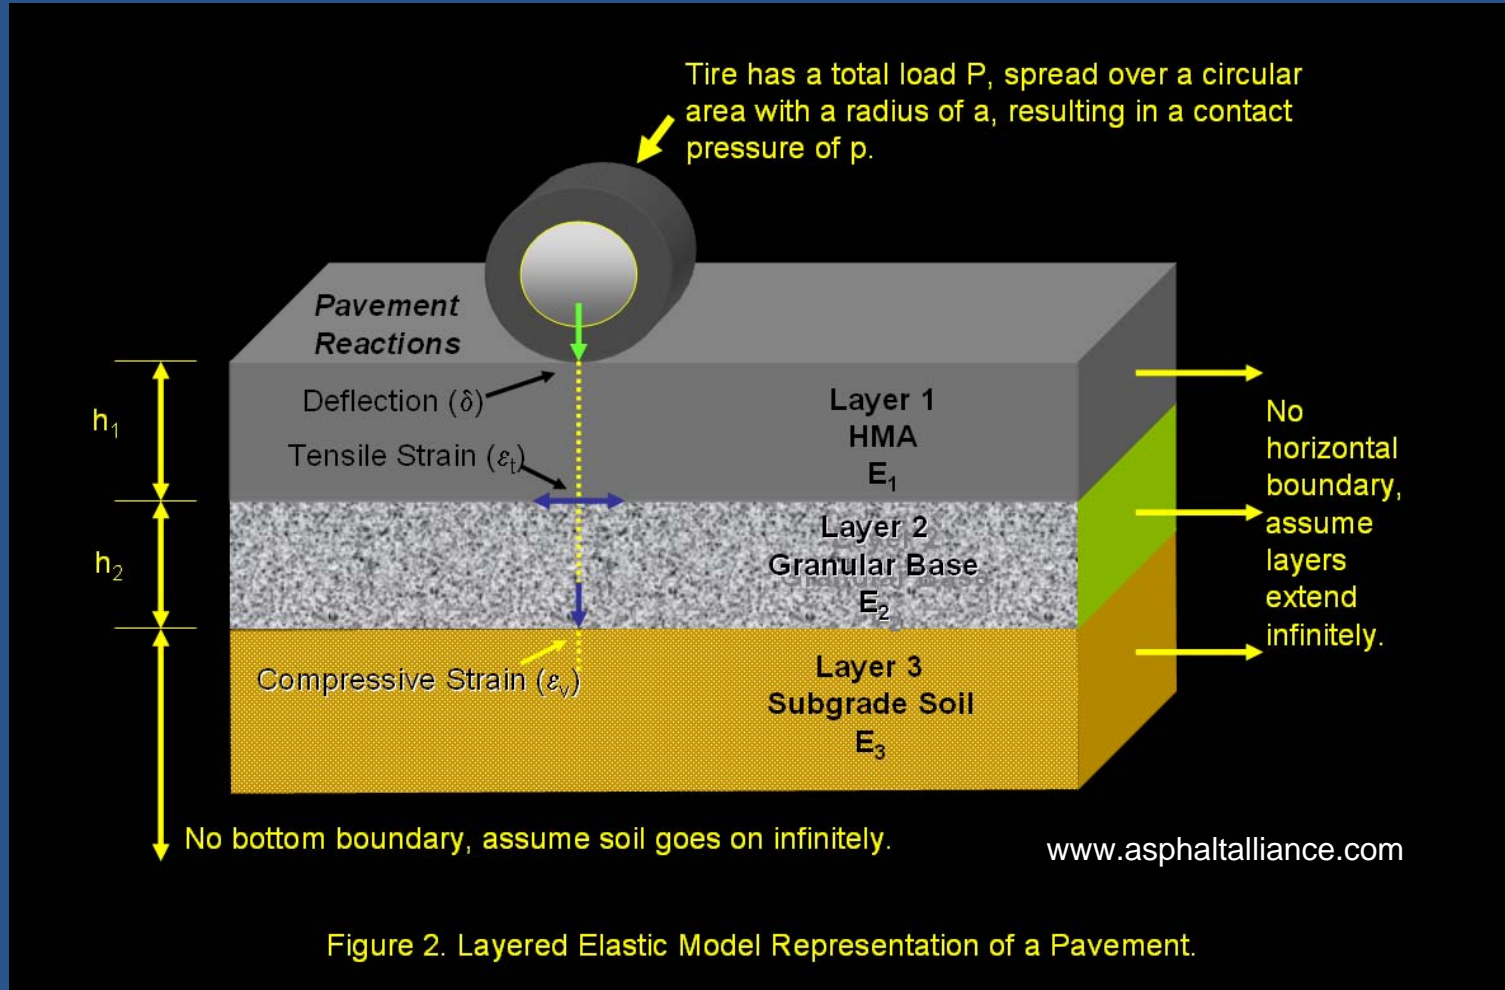 Tire has a total load P, spread over a circular
area with a radius of a, resulting in a contact
pressure of p.
Pavement
Reactions
Deflection (δ)
Tensile Strain (εt)
h1
h2
Layer 1
HMA
E1
Layer 2
Granular Base
E2
Compressive Strain (εv)
Layer 3
Subgrade Soil
E3
No
horizontal
boundary,
assume
layers
extend
infinitely.
No bottom boundary, assume soil goes on infinitely.
www.asphaltalliance.com
Figure 2. Layered Elastic Model Representation of a Pavement.